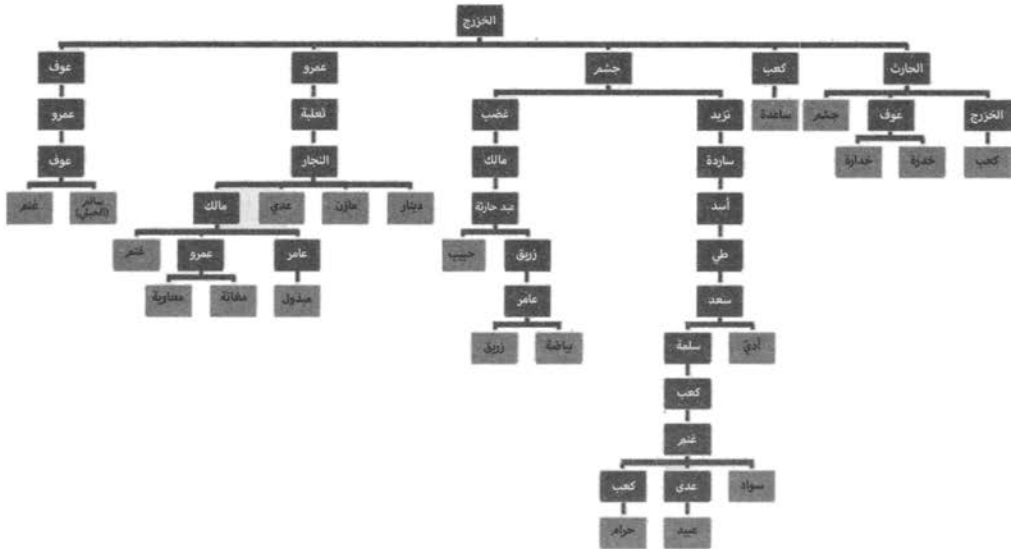 الخزرج
الحارث
كعب
جشم
عمرو
عوف
الخزرج
عوف
جشم
ساعدة
تزيد
غضب
ثعلبة
عمرو
كعب
خدرة
خدارة
ساردة
مالك
النجار
عوف
أسد
عبد حارثة
دينار
مازن
عدي
مالك
سالم (الحبلي)
غنم
طي
زريق
حبيب
عامر
عمرو
غنم
سعد
عامر
مبذول
مغالة
معاوية
أدي
سلمة
بياضة
زريق
كعب
غنم
سواد
عدي
كعب
عبيد
حرام